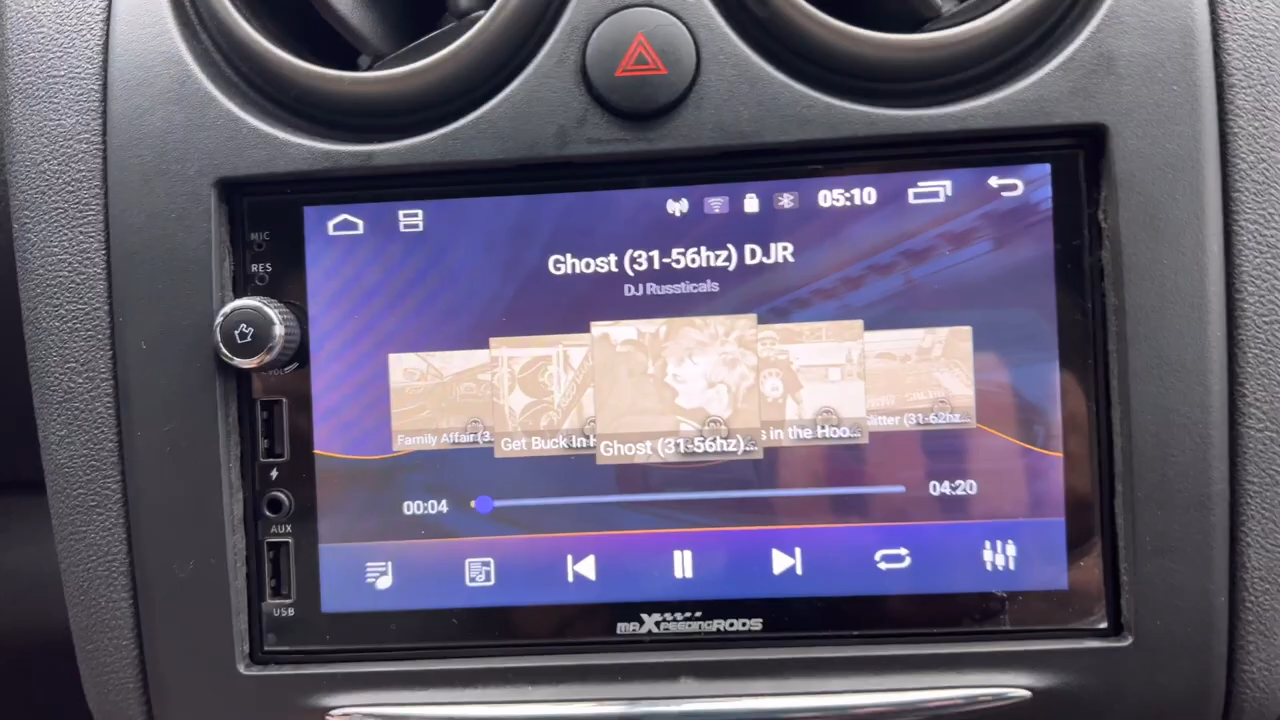 05:10
MIC
RES
Ghost (31-56hz) DJR
DJ Russticals
VOL
Family Affair (3...
Get Buck In H
Ghost (31-56hz)...
s in the Hoo...
litter (31-62hz...
00:04
04:20
AUX
USB
maXpeedingRODS